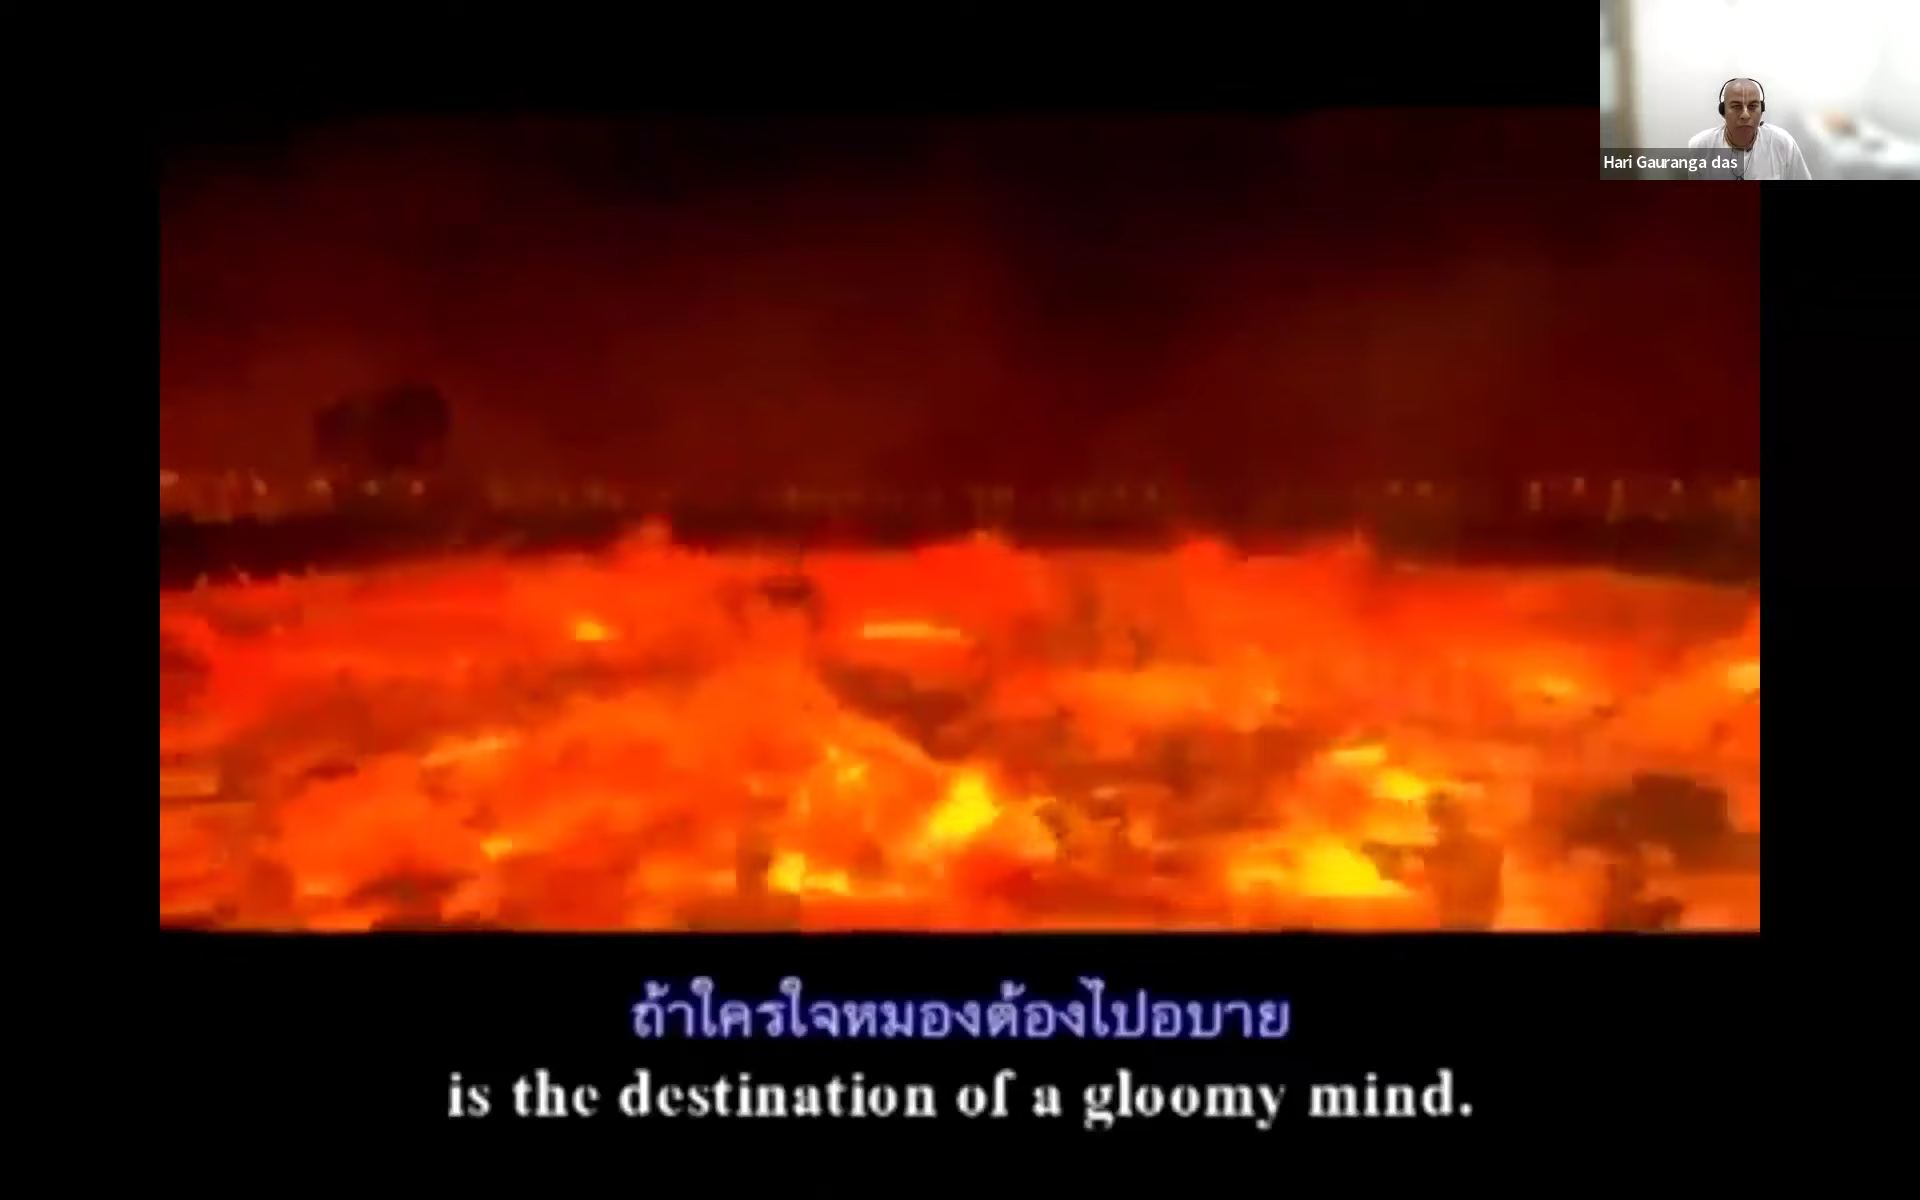 Hari Gauranga das
ถ้าใครใจหมองต้องไปอบาย
is the destination of a gloomy mind.